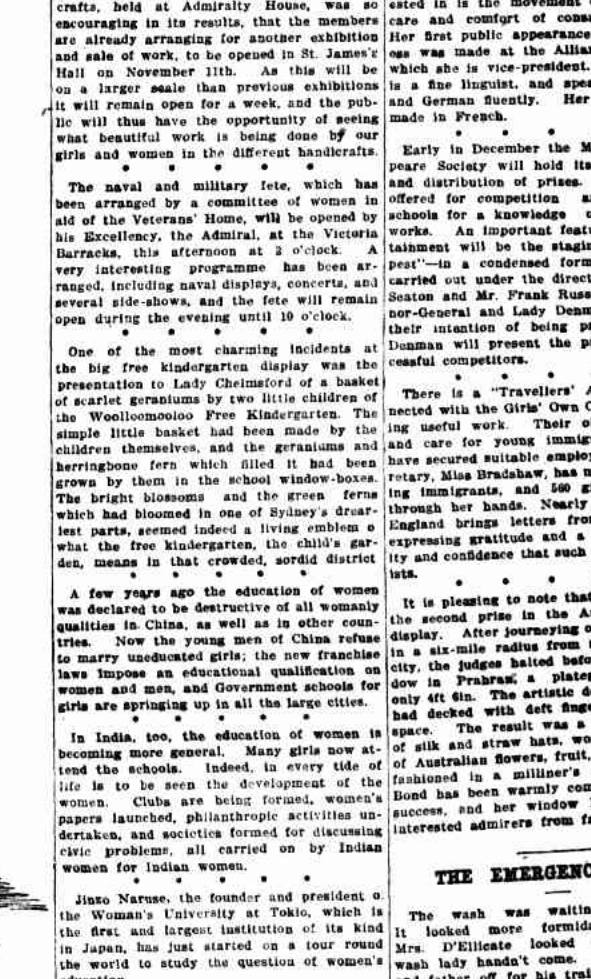 crafts, held at Admiralty House, was so
encouraging in its results, that the members
are already arranging for another exhibition
and sale of work, to be opened in St. James's
Hall on November 11th. As this will be
on a larger scale than previous exhibitions
it will remain open for a week, and the pub-
lic will thus have the opportunity of seeing
what beautiful work is being done by our
girls and women in the different handicrafts.
* * * * *
The naval and military fete, which has
been arranged by a committee of women in
aid of the Veterans' Home, will be opened by
his Excellency, the Admiral, at the Victoria
Barracks, this afternoon at 2 o'clock. A
very interesting programme has been ar-
ranged, including naval displays, concerts, and
several side-shows, and the fete will remain
open during the evening until 10 o'clock.
* * * * *
One of the most charming incidents at
the big free kindergarten display was the
presentation to Lady Chelmsford of a basket
of scarlet geraniums by two little children of
the Woolloomooloo Free Kindergarten. The
simple little basket had been made by the
children themselves, and the geraniums and
herringbone fern which filled it had been
grown by them in the school window-boxes.
The bright blossoms and the green ferns
which had bloomed in one of Sydney's drear-
iest parts, seemed indeed a living emblem o
what the free kindergarten, the child's gar-
den, means in that crowded, sordid district
* * * * *
A few years ago the education of women
was declared to be destructive of all womanly
qualities in China, as well as in other coun-
tries. Now the young men of China refuse
to marry uneducated girls; the new franchise
laws impose an educational qualification on
women and men, and Government schools for
girls are springing up in all the large cities.
* * * * *
In India, too, the education of women is
becoming more general. Many girls now at-
tend the schools. Indeed, in every tide of
life is to be seen the development of the
women. Clubs are being formed, women's
papers launched, philanthropic activities un-
dertaken, and societies formed for discussing
civic problems, all carried on by Indian
women for Indian women.
* * * * *
Jinzo Naruse, the founder and president o
the Woman's University at Tokio, which is
the first and largest institution of its kind
in Japan, has just started on a tour round
the world to study the question of women's
ested in is the movement
care and comfort of cons
Her first public appearance
oss was made at the Allia
which she is vice-president.
is a fine linguist, and spea
and German fluently. Her
made in French.
* * *
Early in December the M
peare Society will hold its
and distribution of prizes.
offered for competition a
schools for a knowledge o
works. An important featu
tainment will be the stagin
pest"—in a condensed form
carried out under the direct
Seaton and Mr. Frank Russ
nor-General and Lady Denm
their intention of being p
Denman will present the p
cessful competitors.
* * *
There is a "Travellers' A
nected with the Girls' Own C
ing useful work. Their o
and care for young immig
have secured suitable employ
retary, Miss Bradshaw, has m
ing immigrants, and 560 g
through her hands. Nearly
England brings letters from
expressing gratitude and a
ity and confidence that such
ists.
* * *
It is pleasing to note that
the second prize in the A
display. After journeying o
in a six-mile radius from
city, the judges halted befo
dow in Prahran; a plate
only 4ft 6in. The artistic d
had decked with deft finge
space. The result was a
of silk and straw hats, wo
of Australian flowers, fruit,
fashioned in a milliner's
Bond has been warmly con
success, and her window
interested admirers from fa
THE EMERGENC
The wash was waitin
It looked more formida
Mrs. D'Ellicate looked
wash lady handn't come.